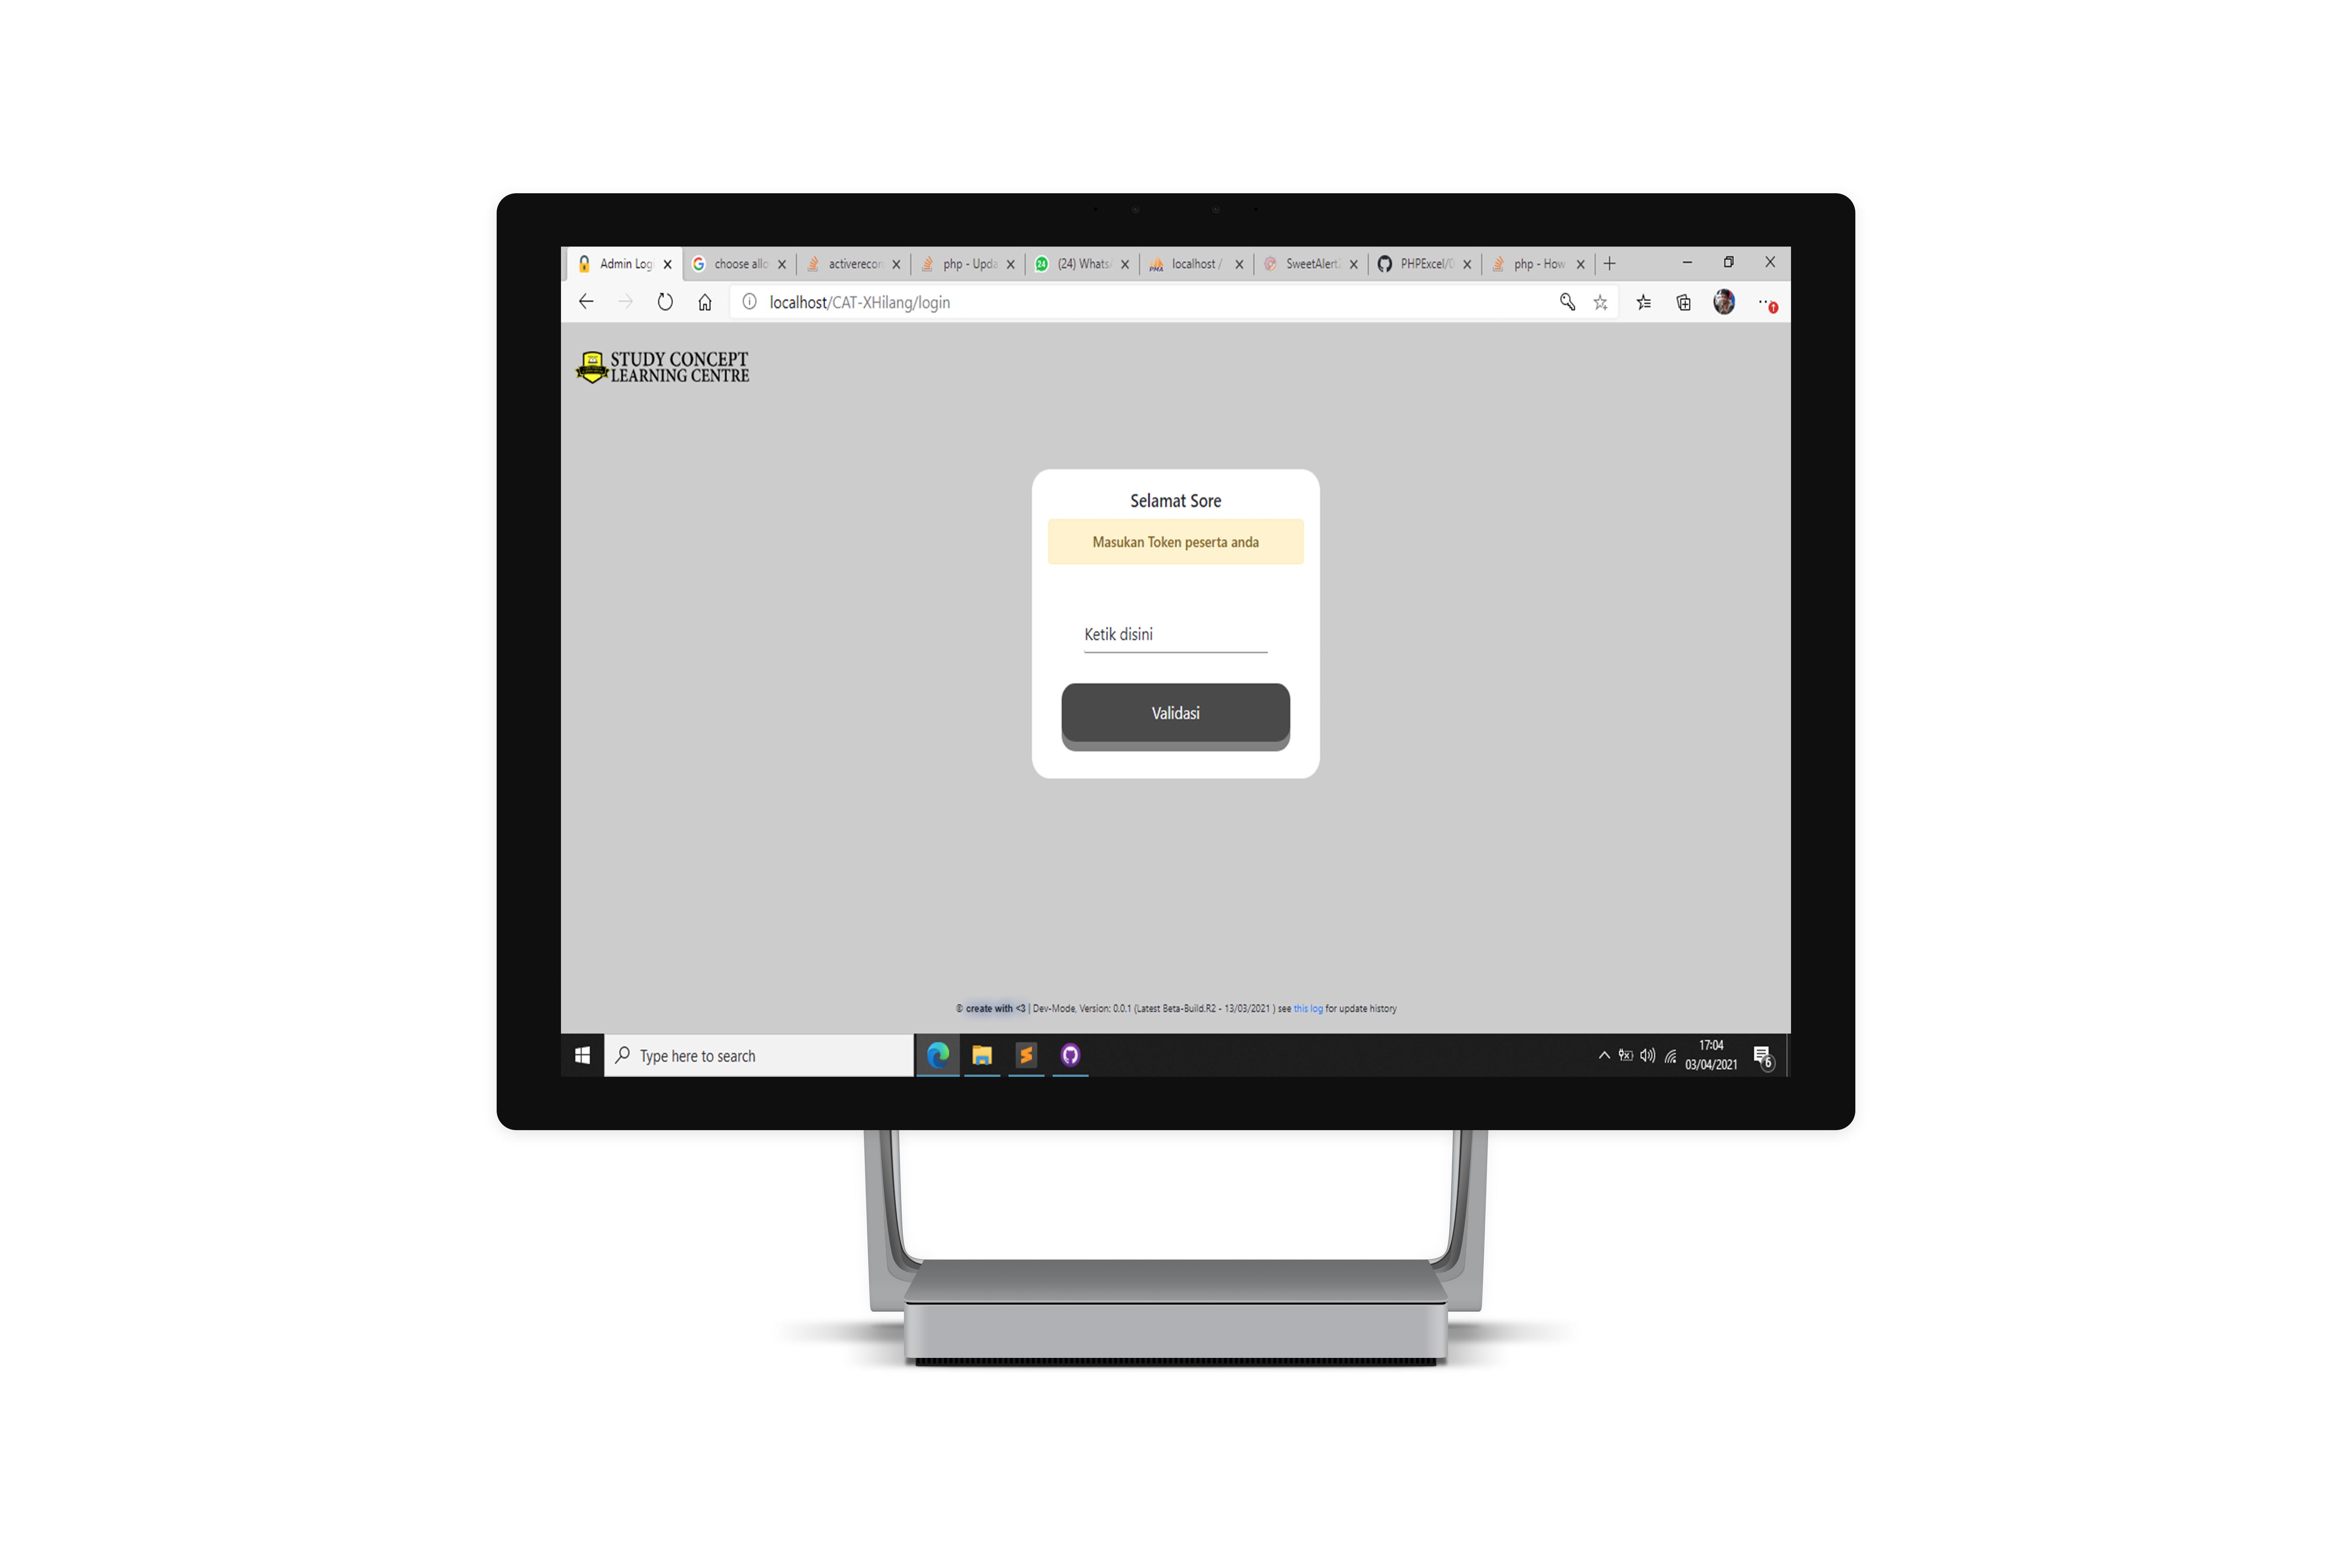 Admin Log
choose allo
activerecor
php - Upda
24
(24) Whats
PMA
localhost /
SweetAlert
PHPExcel/
php - How
localhost/CAT-XHilang/login
STUDY CONCEPT
LEARNING CENTRE
Selamat Sore
Masukan Token peserta anda
Ketik disini
Validasi
© create with <3 | Dev-Mode, Version: 0.0.1 (Latest Beta-Build.R2 - 13/03/2021 ) see this log for update history
Type here to search
17:04
03/04/2021
6